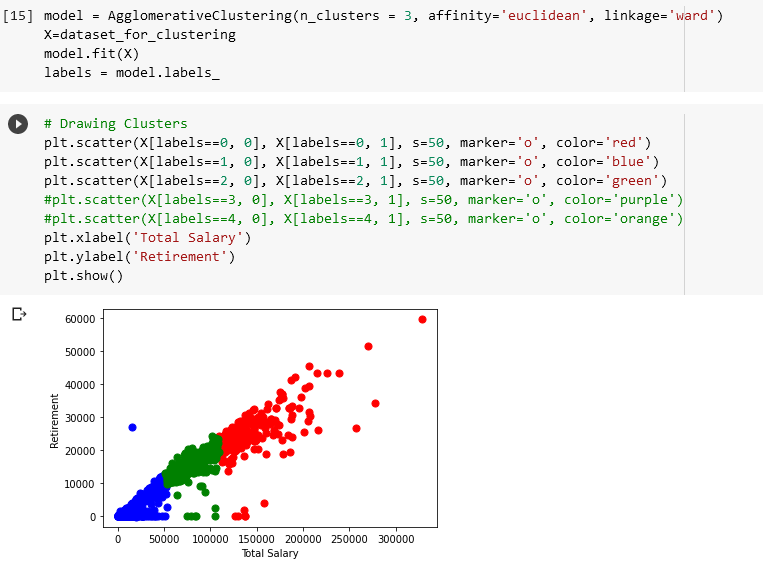 [15] model = AgglomerativeClustering(n_clusters = 3, affinity='euclidean', linkage='ward')
X=dataset_for_clustering
model.fit(X)
labels = model.labels_
# Drawing Clusters
plt.scatter(X[labels==0, 0], X[labels==0, 1], s=50, marker='o', color='red')
plt.scatter(X[labels==1, 0], X[labels==1, 1], s=50, marker='o', color='blue')
plt.scatter(X[labels==2, 0], X[labels==2, 1], s=50, marker='o', color='green')
#plt.scatter(X[labels==3, 0], X[labels==3, 1], s=50, marker='o', color='purple')
#plt.scatter(X[labels==4, 0], X[labels==4, 1], s=50, marker='o', color='orange')
plt.xlabel('Total Salary')
plt.ylabel('Retirement')
plt.show()
60000
50000
40000
30000
20000
10000
0
Retirement
0 50000 100000 150000 200000 250000 300000
Total Salary